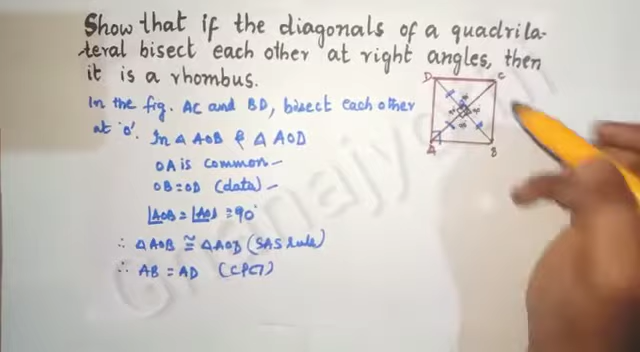 Show that if the diagonals of a quadrila-
teral bisect each other at right angles, then
it is a rhombus.
In the fig. AC and BD, bisect each other
at 'o'. In △ AOB & △ AOD
OA is common –
OB = OD (data) –
∠AOB = ∠AOD = 90°
∴ △ AOB ≅ △ AOD (SAS rule)
∴ AB = AD (CPCT)
D C
A B
Gnanajyothi